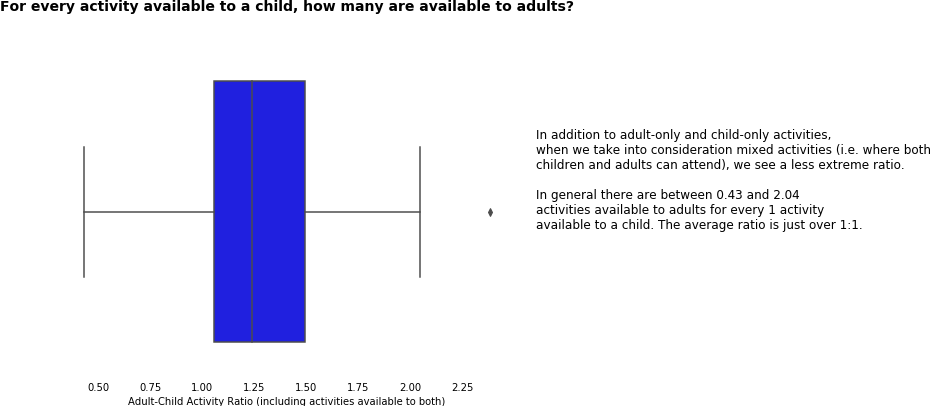 For every activity available to a child, how many are available to adults?
In addition to adult-only and child-only activities,
when we take into consideration mixed activities (i.e. where both
children and adults can attend), we see a less extreme ratio.
In general there are between 0.43 and 2.04
activities available to adults for every 1 activity
available to a child. The average ratio is just over 1:1.
0.50 0.75 1.00 1.25 1.50 1.75 2.00 2.25
Adult-Child Activity Ratio (including activities available to both)